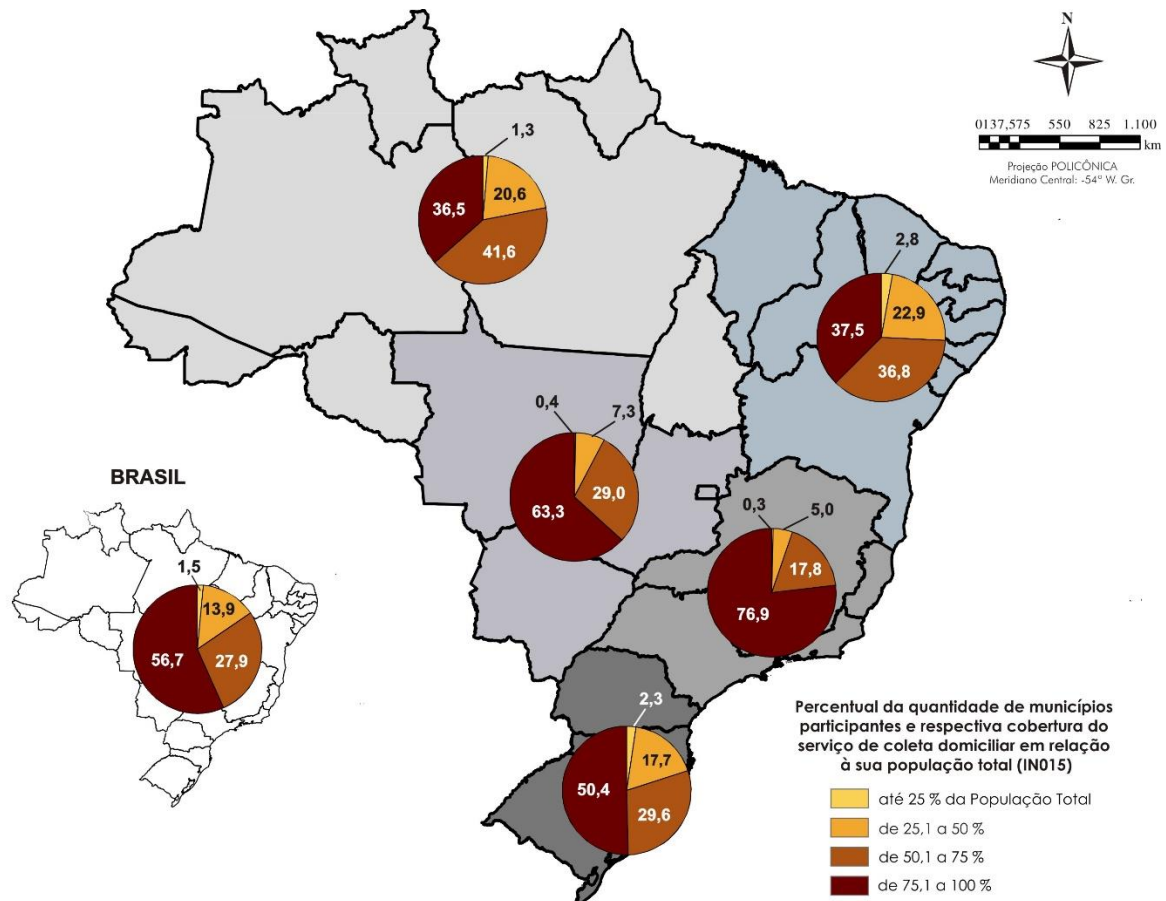 N
0137,575 550 825 1.100
km
Projeção POLICÔNICA
Meridiano Central: -54º W. Gr.
1,3
20,6
36,5
41,6
2,8
22,9
37,5
36,8
0,4
7,3
29,0
63,3
0,3
5,0
17,8
76,9
BRASIL
1,5
13,9
56,7
27,9
2,3
17,7
50,4
29,6
Percentual da quantidade de municípios
participantes e respectiva cobertura do
serviço de coleta domiciliar em relação
à sua população total (IN015)
até 25 % da População Total
de 25,1 a 50 %
de 50,1 a 75 %
de 75,1 a 100 %